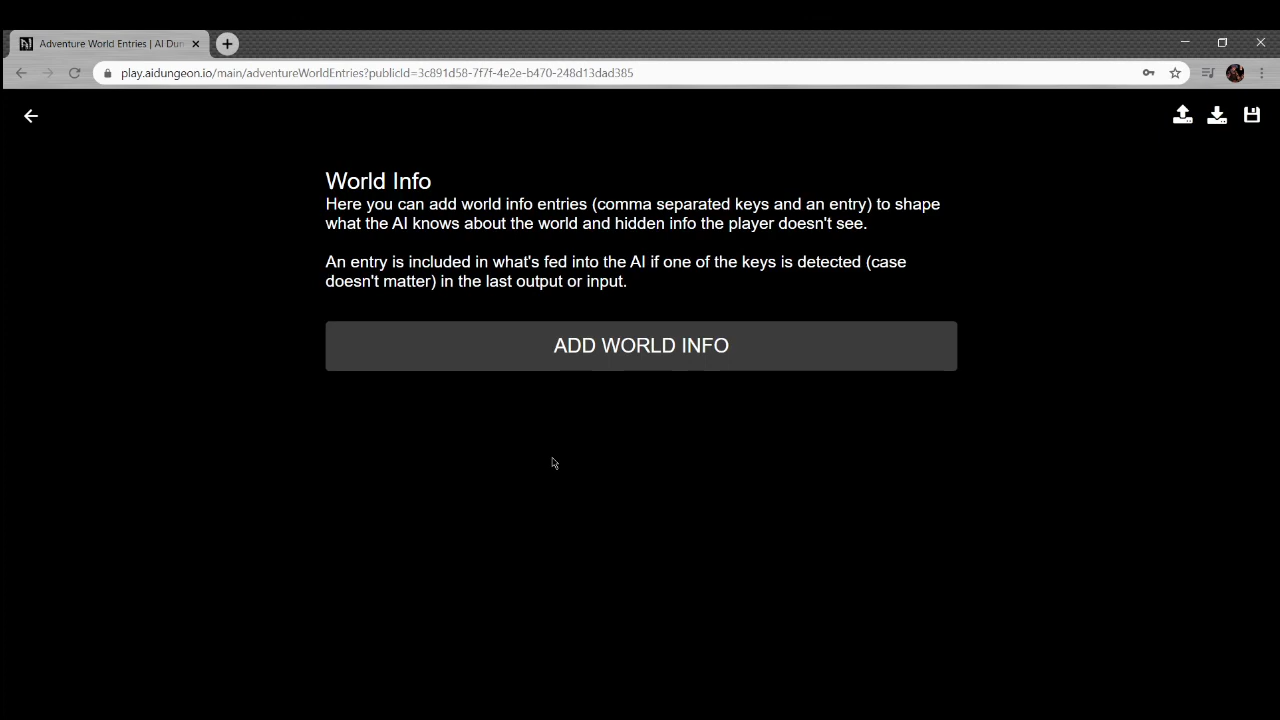 Adventure World Entries | AI Dun
play.aidungeon.io/main/adventureWorldEntries?publicId=3c891d58-7f7f-4e2e-b470-248d13dad385
World Info
Here you can add world info entries (comma separated keys and an entry) to shape
what the AI knows about the world and hidden info the player doesn't see.
An entry is included in what's fed into the AI if one of the keys is detected (case
doesn't matter) in the last output or input.
ADD WORLD INFO